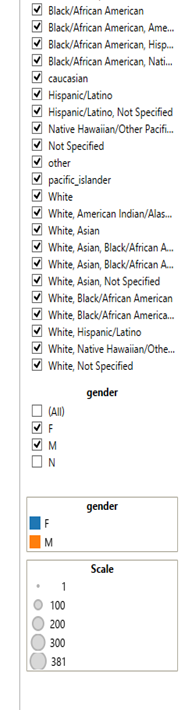 Black/African American
Black/African American, Ame...
Black/African American, Hisp...
Black/African American, Nati...
caucasian
Hispanic/Latino
Hispanic/Latino, Not Specified
Native Hawaiian/Other Pacifi...
Not Specified
other
pacific_islander
White
White, American Indian/Alas...
White, Asian
White, Asian, Black/African A...
White, Asian, Black/African A...
White, Asian, Not Specified
White, Black/African American
White, Black/African America...
White, Hispanic/Latino
White, Native Hawaiian/Othe...
White, Not Specified
gender
(All)
F
M
N
gender
F
M
Scale
1
100
200
300
381